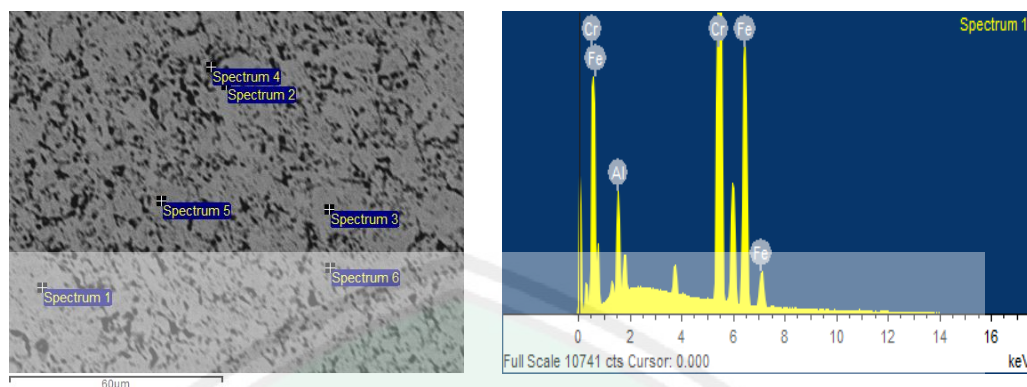 Spectrum 4
Spectrum 2
Spectrum 5
Spectrum 3
Spectrum 6
Spectrum 1
60µm
Spectrum 1
Cr
Cr
Fe
Fe
Al
Fe
0 2 4 6 8 10 12 14 16
Full Scale 10741 cts Cursor: 0.000
keV